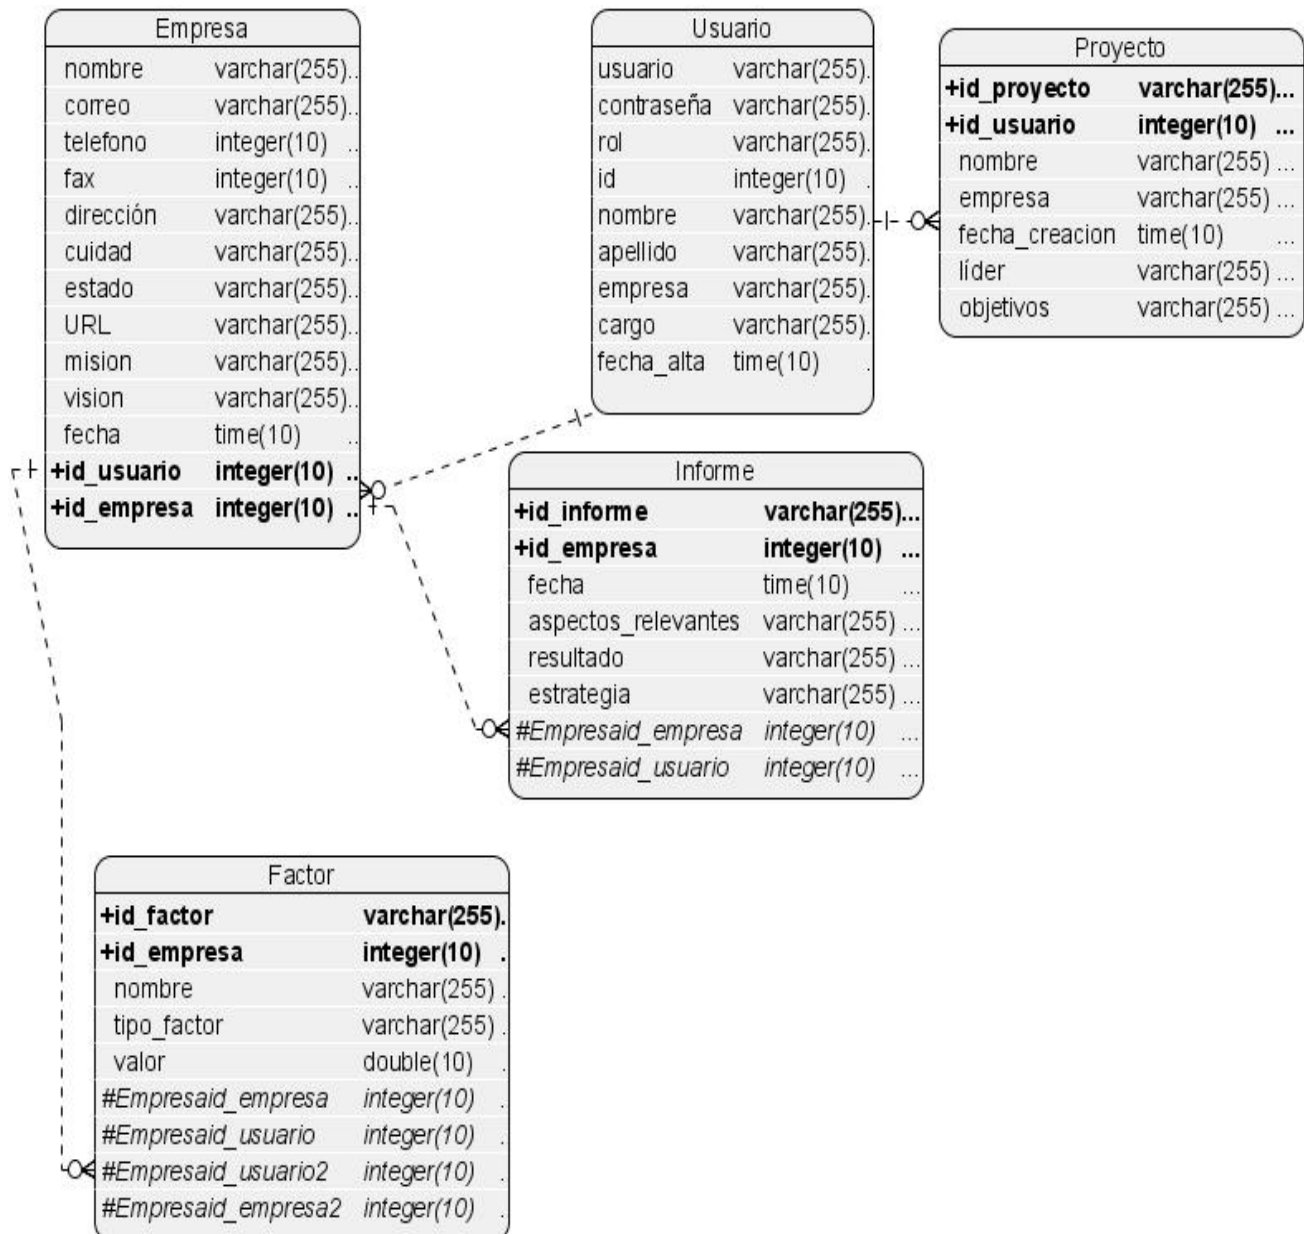 Empresa
nombre varchar(255)..
correo varchar(255)..
telefono integer(10) ..
fax integer(10) ..
dirección varchar(255)..
cuidad varchar(255)..
estado varchar(255)..
URL varchar(255)..
mision varchar(255)..
vision varchar(255)..
fecha time(10) ..
+id_usuario integer(10) ..
+id_empresa integer(10) ..
Usuario
usuario varchar(255).
contraseña varchar(255).
rol varchar(255).
id integer(10) .
nombre varchar(255).
apellido varchar(255).
empresa varchar(255).
cargo varchar(255).
fecha_alta time(10) .
Proyecto
+id_proyecto varchar(255)...
+id_usuario integer(10) ...
nombre varchar(255) ...
empresa varchar(255) ...
fecha_creacion time(10) ...
líder varchar(255) ...
objetivos varchar(255) ...
Informe
+id_informe varchar(255)...
+id_empresa integer(10) ...
fecha time(10) ...
aspectos_relevantes varchar(255) ...
resultado varchar(255) ...
estrategia varchar(255) ...
#Empresaid_empresa integer(10) ...
#Empresaid_usuario integer(10) ...
Factor
+id_factor varchar(255).
+id_empresa integer(10) .
nombre varchar(255) .
tipo_factor varchar(255) .
valor double(10) .
#Empresaid_empresa integer(10) .
#Empresaid_usuario integer(10) .
#Empresaid_usuario2 integer(10) .
#Empresaid_empresa2 integer(10) .